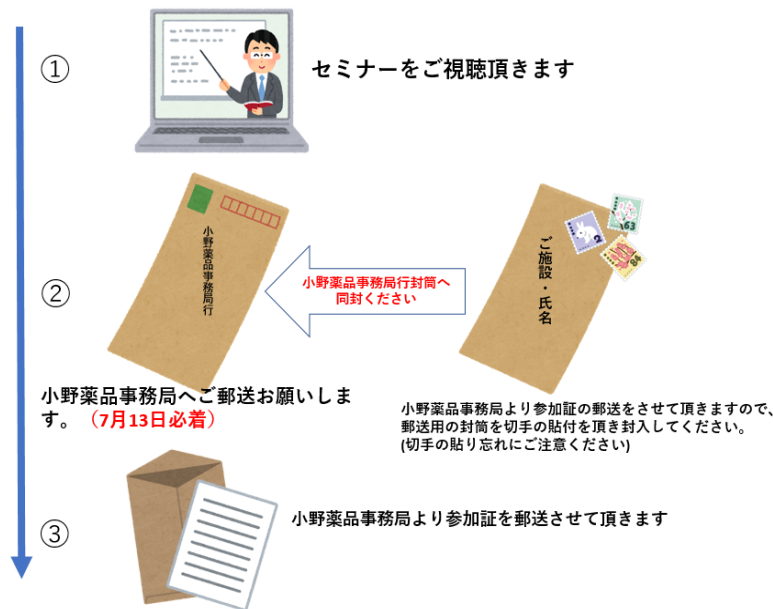 ①
セミナーをご視聴頂きます
②
小野薬品事務局行
小野薬品事務局行封筒へ
同封ください
ご施設・氏名
63
2
84
小野薬品事務局へご郵送お願いしま
す。（7月13日必着）
小野薬品事務局より参加証の郵送をさせて頂きますので、
郵送用の封筒を切手の貼付を頂き封入してください。
(切手の貼り忘れにご注意ください)
③
小野薬品事務局より参加証を郵送させて頂きます